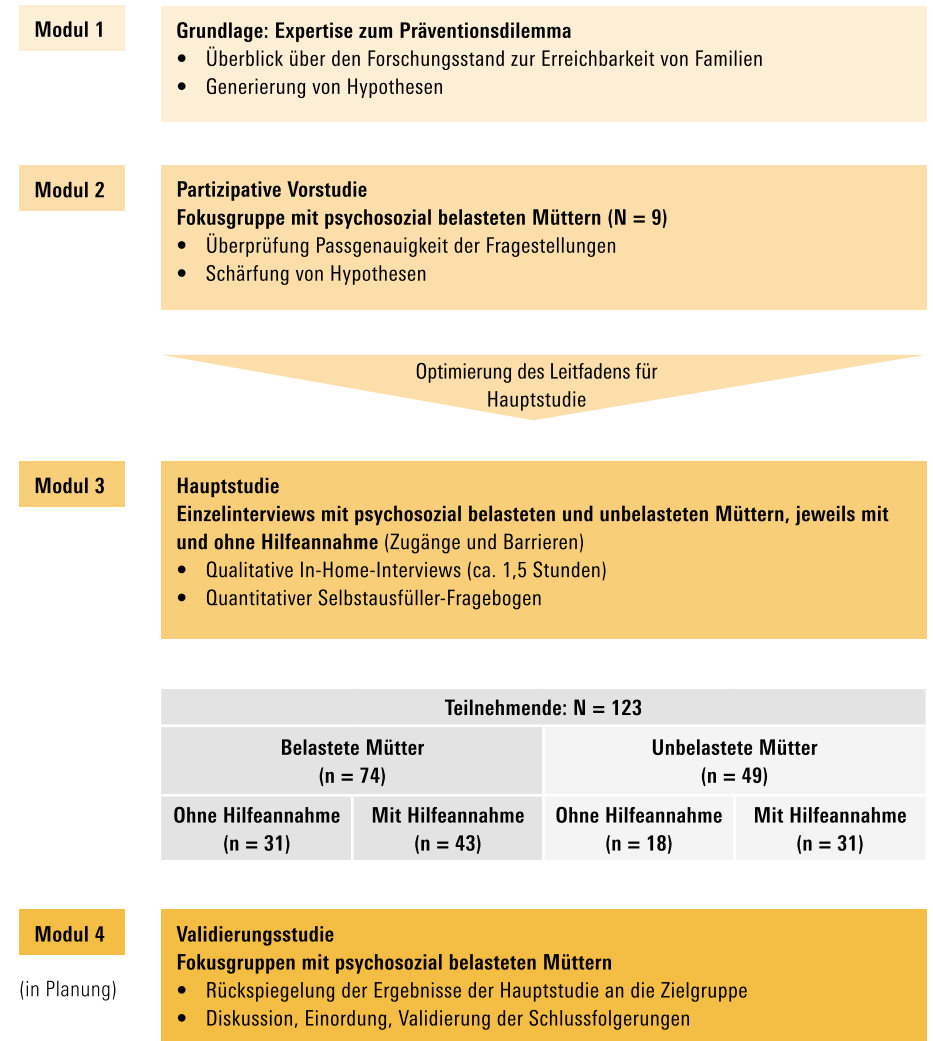 Modul 1
Grundlage: Expertise zum Präventionsdilemma
• Überblick über den Forschungsstand zur Erreichbarkeit von Familien
• Generierung von Hypothesen
Modul 2
Partizipative Vorstudie
Fokusgruppe mit psychosozial belasteten Müttern (N = 9)
• Überprüfung Passgenauigkeit der Fragestellungen
• Schärfung von Hypothesen
Optimierung des Leitfadens für
Hauptstudie
Modul 3
Hauptstudie
Einzelinterviews mit psychosozial belasteten und unbelasteten Müttern, jeweils mit
und ohne Hilfeannahme (Zugänge und Barrieren)
• Qualitative In-Home-Interviews (ca. 1,5 Stunden)
• Quantitativer Selbstausfüller-Fragebogen
Teilnehmende: N = 123
Belastete Mütter
(n = 74)
Unbelastete Mütter
(n = 49)
Ohne Hilfeannahme
(n = 31)
Mit Hilfeannahme
(n = 43)
Ohne Hilfeannahme
(n = 18)
Mit Hilfeannahme
(n = 31)
Modul 4
(in Planung)
Validierungsstudie
Fokusgruppen mit psychosozial belasteten Müttern
• Rückspiegelung der Ergebnisse der Hauptstudie an die Zielgruppe
• Diskussion, Einordung, Validierung der Schlussfolgerungen